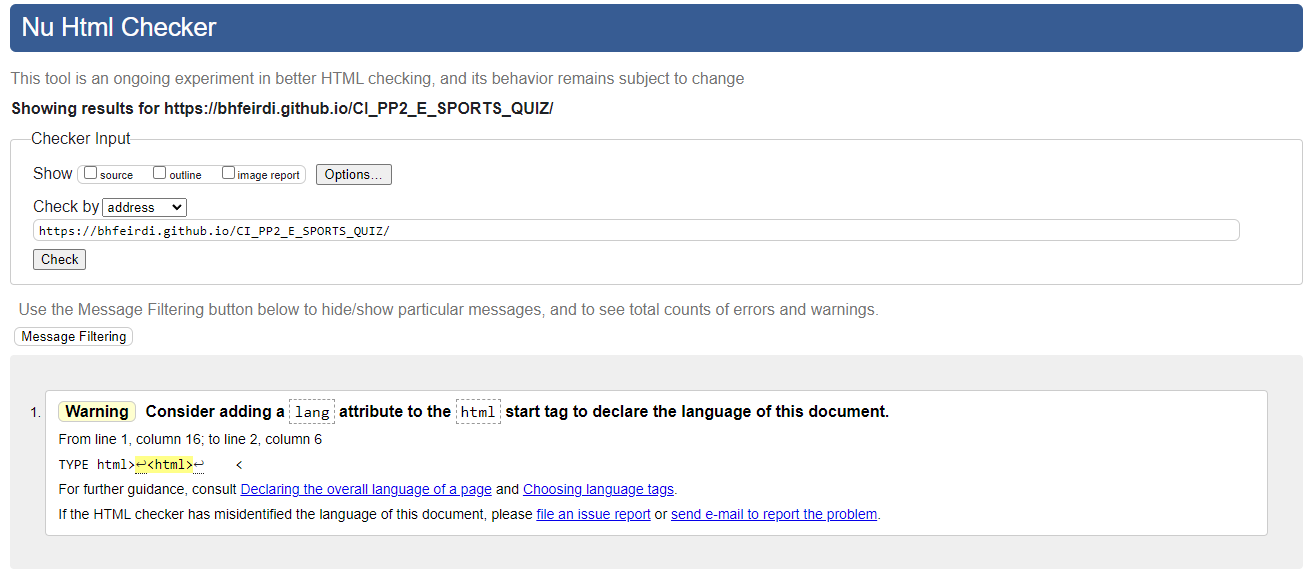 Nu Html Checker
This tool is an ongoing experiment in better HTML checking, and its behavior remains subject to change
Showing results for https://bhfeirdi.github.io/CI_PP2_E_SPORTS_QUIZ/
Checker Input
Show source outline image report Options...
Check by address
https://bhfeirdi.github.io/CI_PP2_E_SPORTS_QUIZ/
Check
Use the Message Filtering button below to hide/show particular messages, and to see total counts of errors and warnings.
Message Filtering
1. Warning Consider adding a lang attribute to the html start tag to declare the language of this document.
From line 1, column 16; to line 2, column 6
TYPE html>↩<html>↩    <
For further guidance, consult Declaring the overall language of a page and Choosing language tags.
If the HTML checker has misidentified the language of this document, please file an issue report or send e-mail to report the problem.